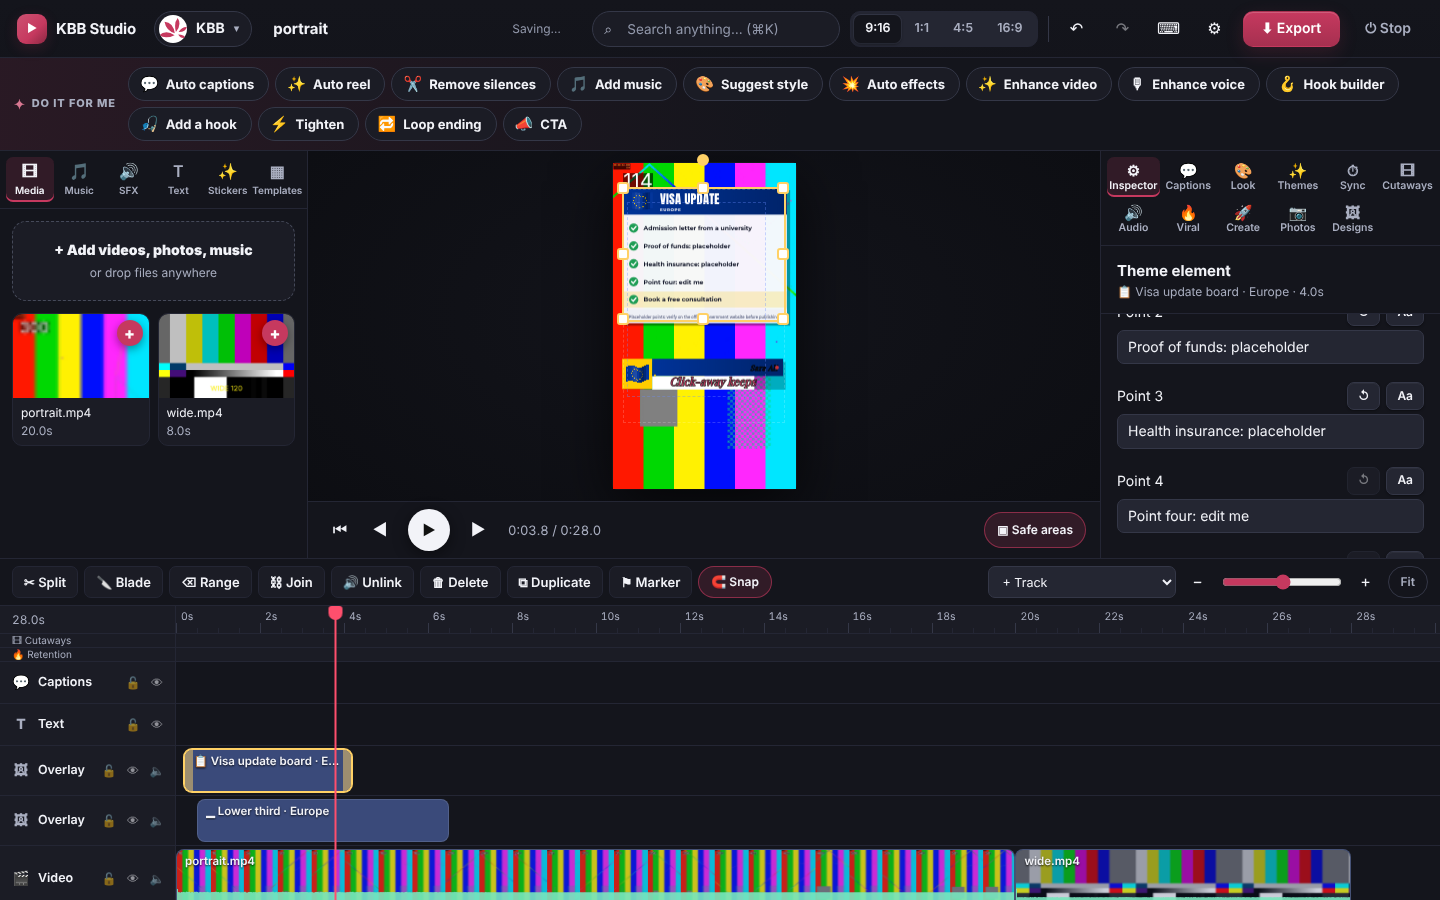 KBB Studio
KBB
portrait
Saving...
Search anything... (⌘K)
9:16
1:1
4:5
16:9
Export
Stop
DO IT FOR ME
Auto captions
Auto reel
Remove silences
Add music
Suggest style
Auto effects
Enhance video
Enhance voice
Hook builder
Add a hook
Tighten
Loop ending
CTA
Media
Music
SFX
Text
Stickers
Templates
+ Add videos, photos, music
or drop files anywhere
portrait.mp4
20.0s
WIDE 120
wide.mp4
8.0s
114
VISA UPDATE
EUROPE
Admission letter from a university
Proof of funds: placeholder
Health insurance: placeholder
Point four: edit me
Book a free consultation
Click-away keeps
0:03.8 / 0:28.0
Safe areas
Inspector
Captions
Look
Themes
Sync
Cutaways
Audio
Viral
Create
Photos
Designs
Theme element
Visa update board · Europe · 4.0s
Point 2
Aa
Proof of funds: placeholder
Point 3
Aa
Health insurance: placeholder
Point 4
Aa
Point four: edit me
Split
Blade
Range
Join
Unlink
Delete
Duplicate
Marker
Snap
+ Track
Fit
28.0s
0s
2s
4s
6s
8s
10s
12s
14s
16s
18s
20s
22s
24s
26s
28s
Cutaways
Retention
Captions
Text
Overlay
Visa update board · E...
Overlay
Lower third · Europe
Video
portrait.mp4
wide.mp4